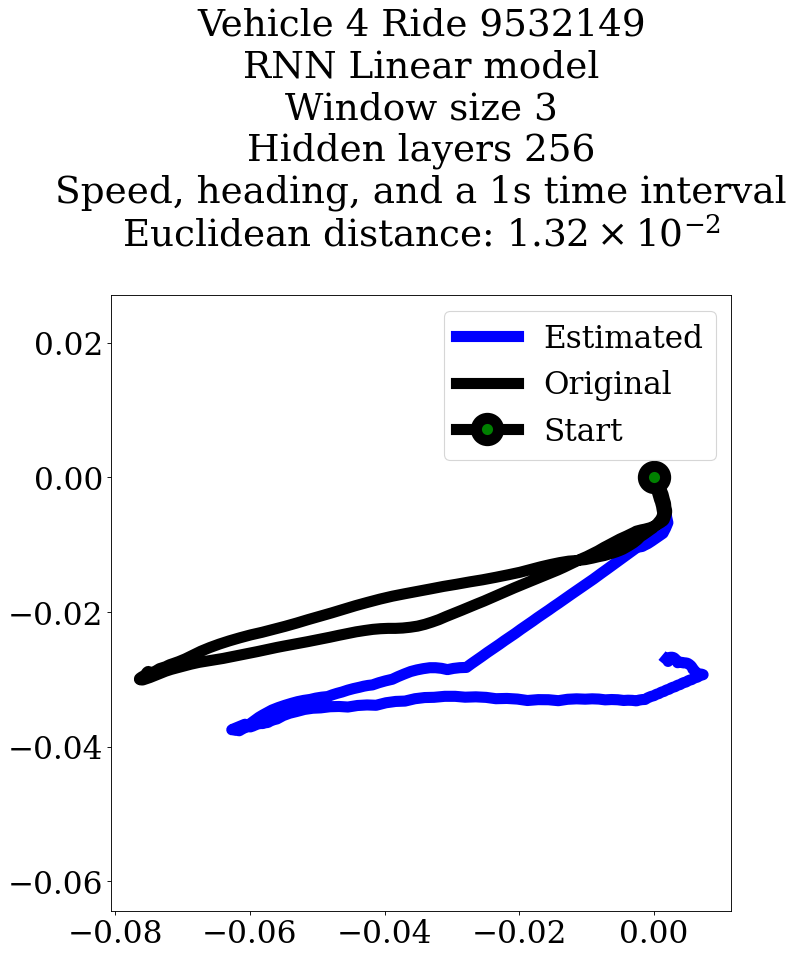 Vehicle 4 Ride 9532149
RNN Linear model
Window size 3
Hidden layers 256
Speed, heading, and a 1s time interval
Euclidean distance: 1.32 × 10⁻²
Estimated
Original
Start
0.02
0.00
−0.02
−0.04
−0.06
−0.08 −0.06 −0.04 −0.02 0.00